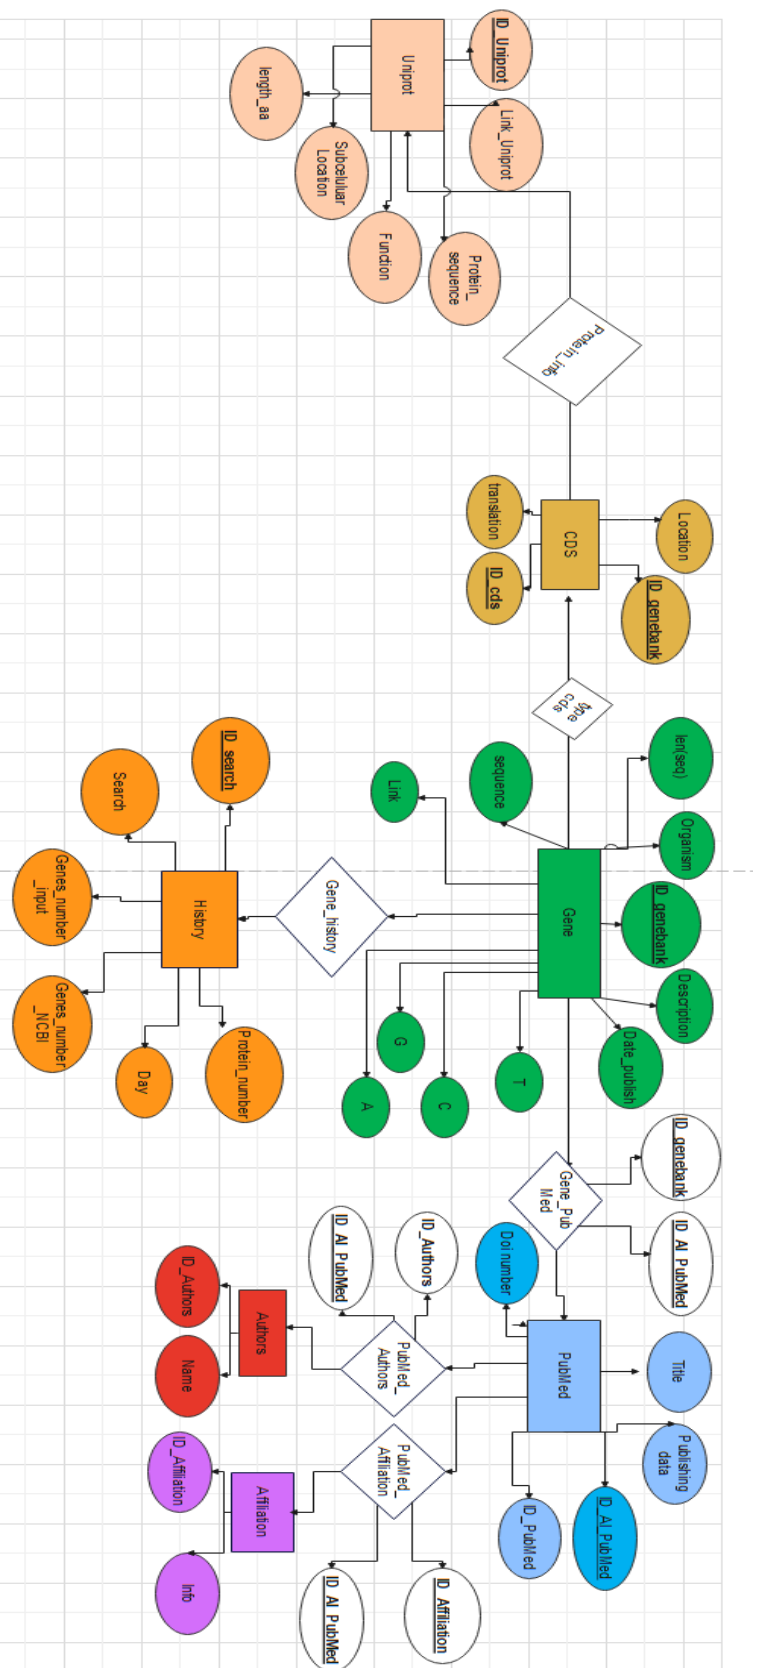 ID_Uniprot
Link_Uniprot
Uniprot
length_aa
Subceluluar
Location
Function
Protein_
sequence
Protein_info
translation
CDS
Location
ID_cds
ID_genebank
type
cds
len(seq)
sequence
Link
Organism
Gene
ID_genebank
Description
Date_publish
T
G
C
A
ID_search
Search
Gene_history
History
Genes_number
_input
Genes_number
_NCBI
Protein_number
Day
ID_genebank
Gene_Pub
Med
ID_AI_PubMed
Doi number
ID_Authors
ID_AI_PubMed
ID_Authors
Authors
Name
PubMed_
Authors
PubMed
Title
Publishing
data
PubMed_
Affiliation
ID_Affiliation
Affiliation
Info
ID_PubMed
ID_AI_PubMed
ID_Affiliation
ID_AI_PubMed